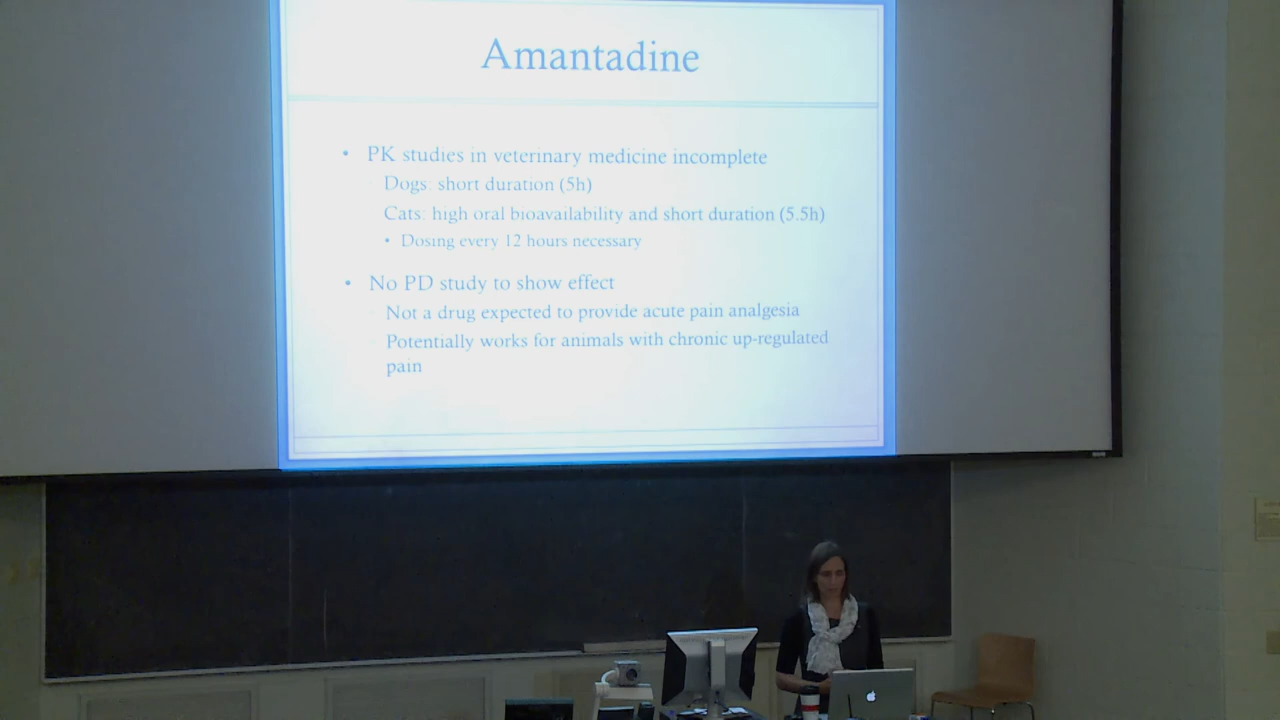 Amantadine
• PK studies in veterinary medicine incomplete
Dogs: short duration (5h)
Cats: high oral bioavailability and short duration (5.5h)
• Dosing every 12 hours necessary
• No PD study to show effect
Not a drug expected to provide acute pain analgesia
Potentially works for animals with chronic up-regulated
pain